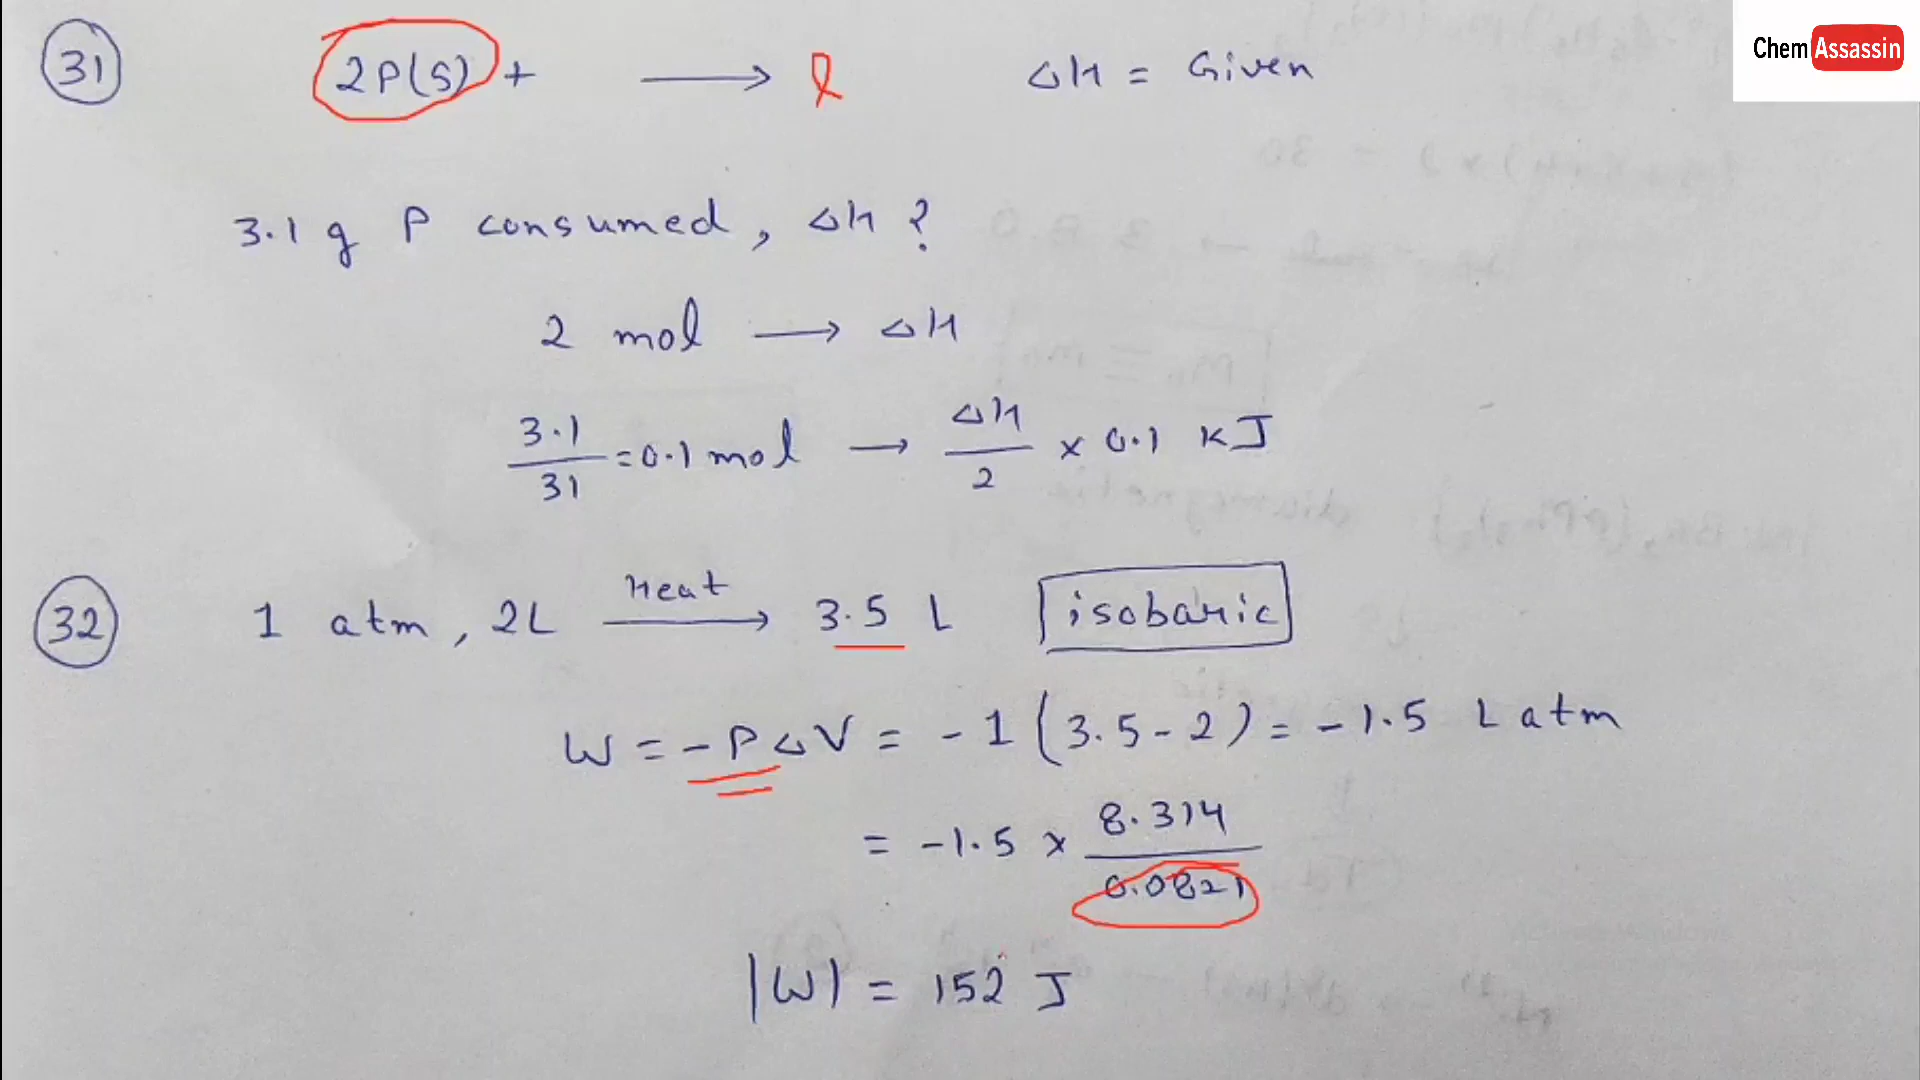 Chem Assassin
31 2P(s) + ⟶ ΔH = Given
3.1 g P consumed, ΔH ?
2 mol ⟶ ΔH
3.1/31 = 0.1 mol ⟶ ΔH/2 × 0.1 kJ
32 1 atm, 2L ⟶ Heat 3.5 L isobaric
W = -PΔV = -1(3.5-2) = -1.5 L atm
= -1.5 × 8.314/0.0821
|W| = 152 J